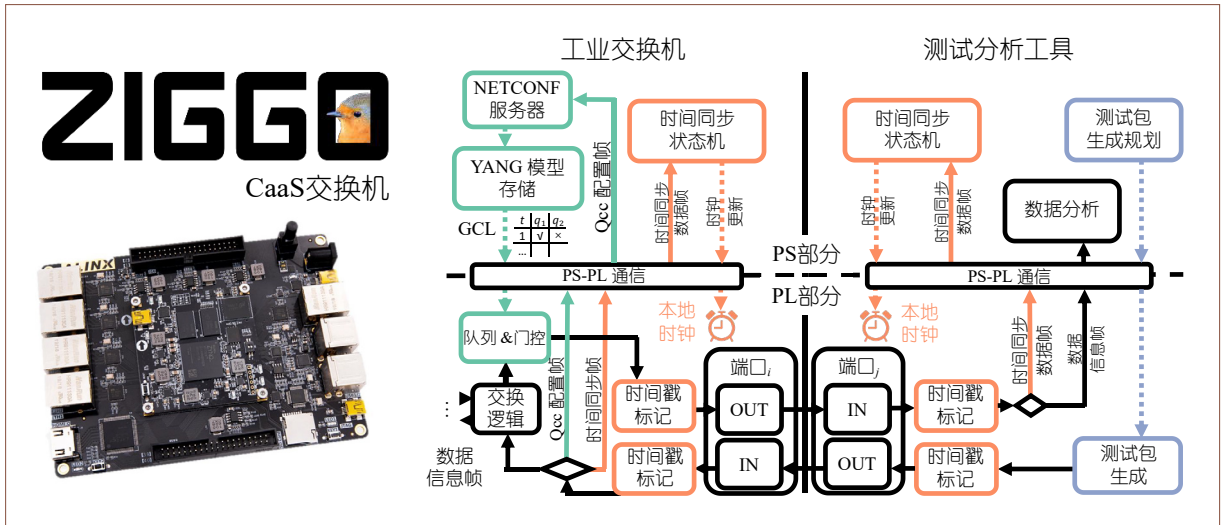 ZIGGO
CaaS交换机
ALINX
工业交换机
NETCONF
服务器
YANG 模型
存储
GCL
t q₁ q₂
1 √ ×
...
Qcc 配置帧
时间同步
状态机
时间同步
数据帧
时钟
更新
PS-PL 通信
PS部分
PL部分
队列 &门控
交换
逻辑
...
数据
信息帧
Qcc 配置帧
时间同步帧
本地
时钟
时间戳
标记
时间戳
标记
端口i
OUT
IN
测试分析工具
时间同步
状态机
测试包
生成规划
时钟
更新
时间同步
数据帧
数据分析
PS-PL 通信
本地
时钟
端口j
IN
OUT
时间戳
标记
时间戳
标记
时间同步
数据帧
数据
信息帧
测试包
生成